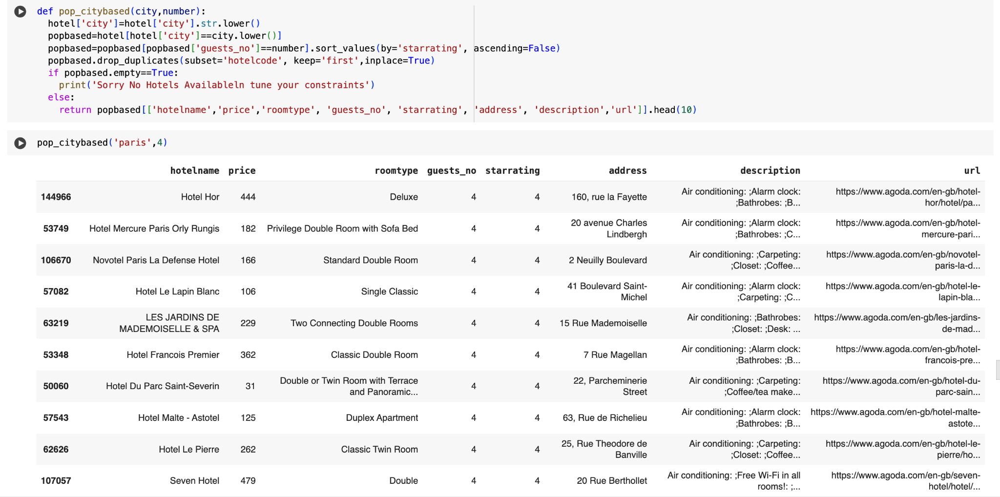 def pop_citybased(city,number):
  hotel['city']=hotel['city'].str.lower()
  popbased=hotel[hotel['city']==city.lower()]
  popbased=popbased[popbased['guests_no']==number].sort_values(by='starrating', ascending=False)
  popbased.drop_duplicates(subset='hotelcode', keep='first',inplace=True)
  if popbased.empty==True:
    print('Sorry No Hotels Availableln tune your constraints')
  else:
    return popbased[['hotelname','price','roomtype', 'guests_no', 'starrating', 'address', 'description','url']].head(10)
pop_citybased('paris',4)
hotelname price roomtype guests_no starrating address description url
144966 Hotel Hor 444 Deluxe 4 4 160, rue la Fayette Air conditioning: ;Alarm clock: https://www.agoda.com/en-gb/hotel-
;Bathrobes: ;B... hor/hotel/pa...
53749 Hotel Mercure Paris Orly Rungis 182 Privilege Double Room with Sofa Bed 4 4 20 avenue Charles Air conditioning: ;Alarm clock: https://www.agoda.com/en-gb/hotel-
Lindbergh ;Bathrobes: ;C... mercure-pari...
106670 Novotel Paris La Defense Hotel 166 Standard Double Room 4 4 2 Neuilly Boulevard Air conditioning: ;Carpeting: https://www.agoda.com/en-gb/novotel-
;Closet: ;Coffee... paris-la-d...
57082 Hotel Le Lapin Blanc 106 Single Classic 4 4 41 Boulevard Saint- Air conditioning: ;Alarm clock: https://www.agoda.com/en-gb/hotel-le-
Michel ;Carpeting: ;C... lapin-bla...
63219 LES JARDINS DE 229 Two Connecting Double Rooms 4 4 15 Rue Mademoiselle Air conditioning: ;Bathrobes: https://www.agoda.com/en-gb/les-jardins-
MADEMOISELLE & SPA ;Closet: ;Desk: ... de-mad...
53348 Hotel Francois Premier 362 Classic Double Room 4 4 7 Rue Magellan Air conditioning: ;Alarm clock: https://www.agoda.com/en-gb/hotel-
;Bathrobes: ;B... francois-pre...
50060 Hotel Du Parc Saint-Severin 31 Double or Twin Room with Terrace 4 4 22, Parcheminerie Air conditioning: ;Carpeting: https://www.agoda.com/en-gb/hotel-du-
and Panoramic... Street ;Coffee/tea make... parc-sain...
57543 Hotel Malte - Astotel 125 Duplex Apartment 4 4 63, Rue de Richelieu Air conditioning: ;Alarm clock: https://www.agoda.com/en-gb/hotel-malte-
;Bathrobes: ;B... astote...
62626 Hotel Le Pierre 262 Classic Twin Room 4 4 25, Rue Theodore de Air conditioning: ;Carpeting: https://www.agoda.com/en-gb/hotel-le-
Banville ;Closet: ;Coffee... pierre/ho...
107057 Seven Hotel 479 Double 4 4 20 Rue Berthollet Air conditioning: ;Free Wi-Fi in all https://www.agoda.com/en-gb/seven-
rooms!: ;... hotel/hotel/...